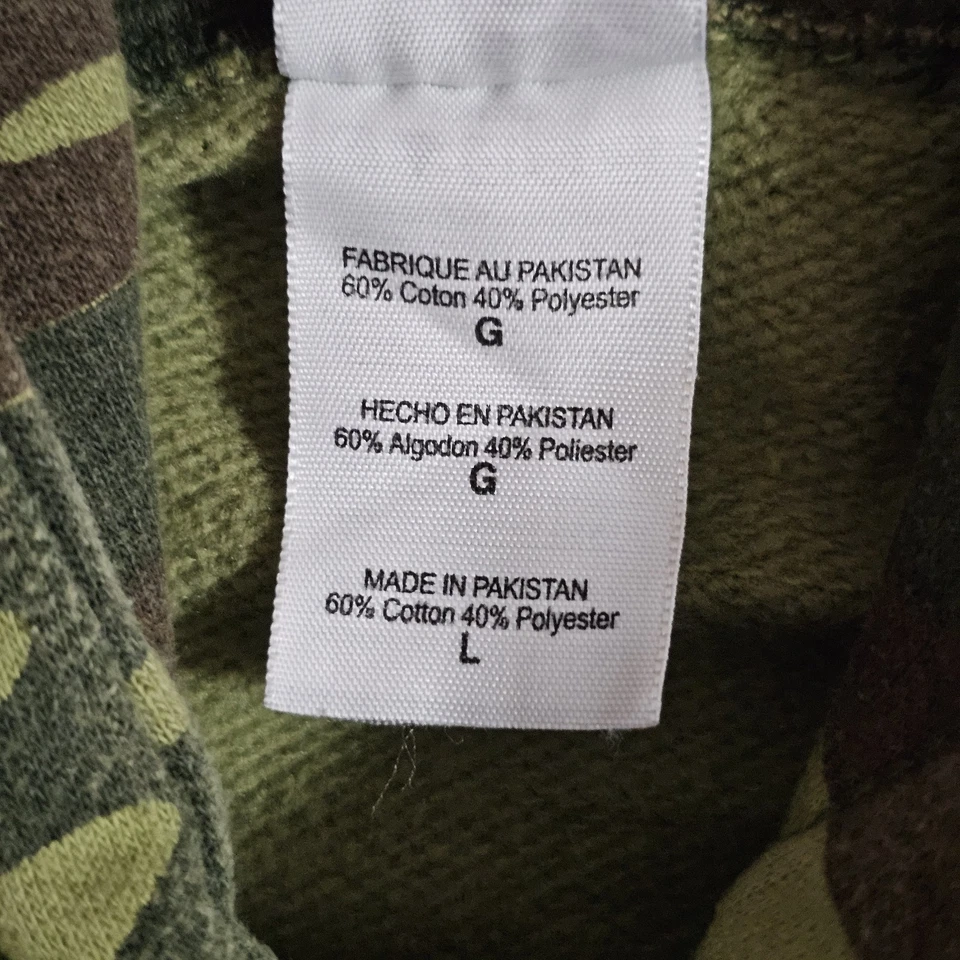 FABRIQUE AU PAKISTAN
60% Coton 40% Polyester
G
HECHO EN PAKISTAN
60% Algodon 40% Poliester
G
MADE IN PAKISTAN
60% Cotton 40% Polyester
L